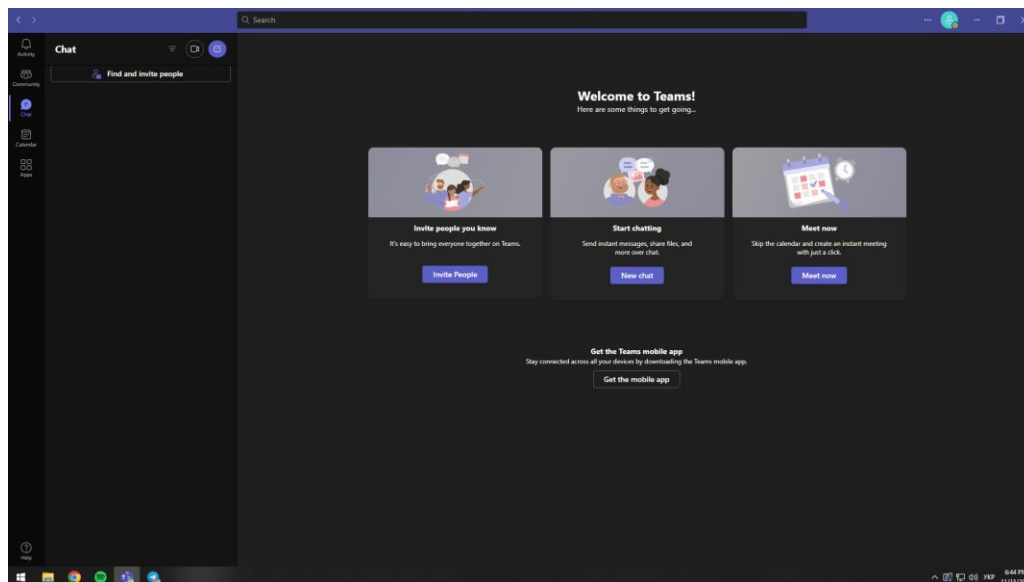 Search
Activity
Chat
Find and invite people
Community
Chat
Calendar
Apps
Welcome to Teams!
Here are some things to get going...
Invite people you know
It's easy to bring everyone together on Teams.
Invite People
Start chatting
Send instant messages, share files, and
more over chat.
New chat
Meet now
Skip the calendar and create an instant meeting
with just a click.
Meet now
Get the Teams mobile app
Stay connected across all your devices by downloading the Teams mobile app.
Get the mobile app
Help
УКР
6:44 PM